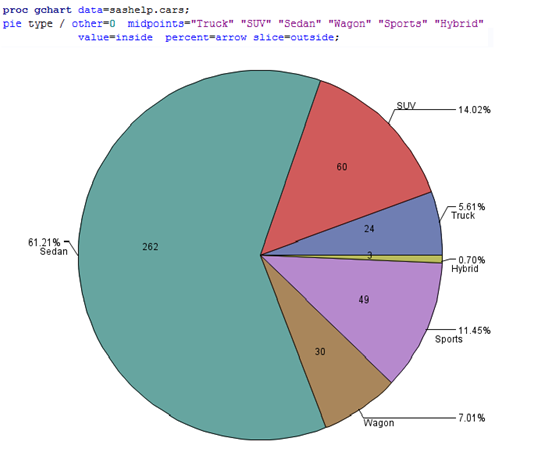 proc gchart data=sashelp.cars;
pie type / other=0 midpoints="Truck" "SUV" "Sedan" "Wagon" "Sports" "Hybrid"
value=inside percent=arrow slice=outside;
SUV
14.02%
60
5.61%
Truck
24
61.21%
Sedan
262
3
0.70%
Hybrid
49
11.45%
Sports
30
Wagon
7.01%